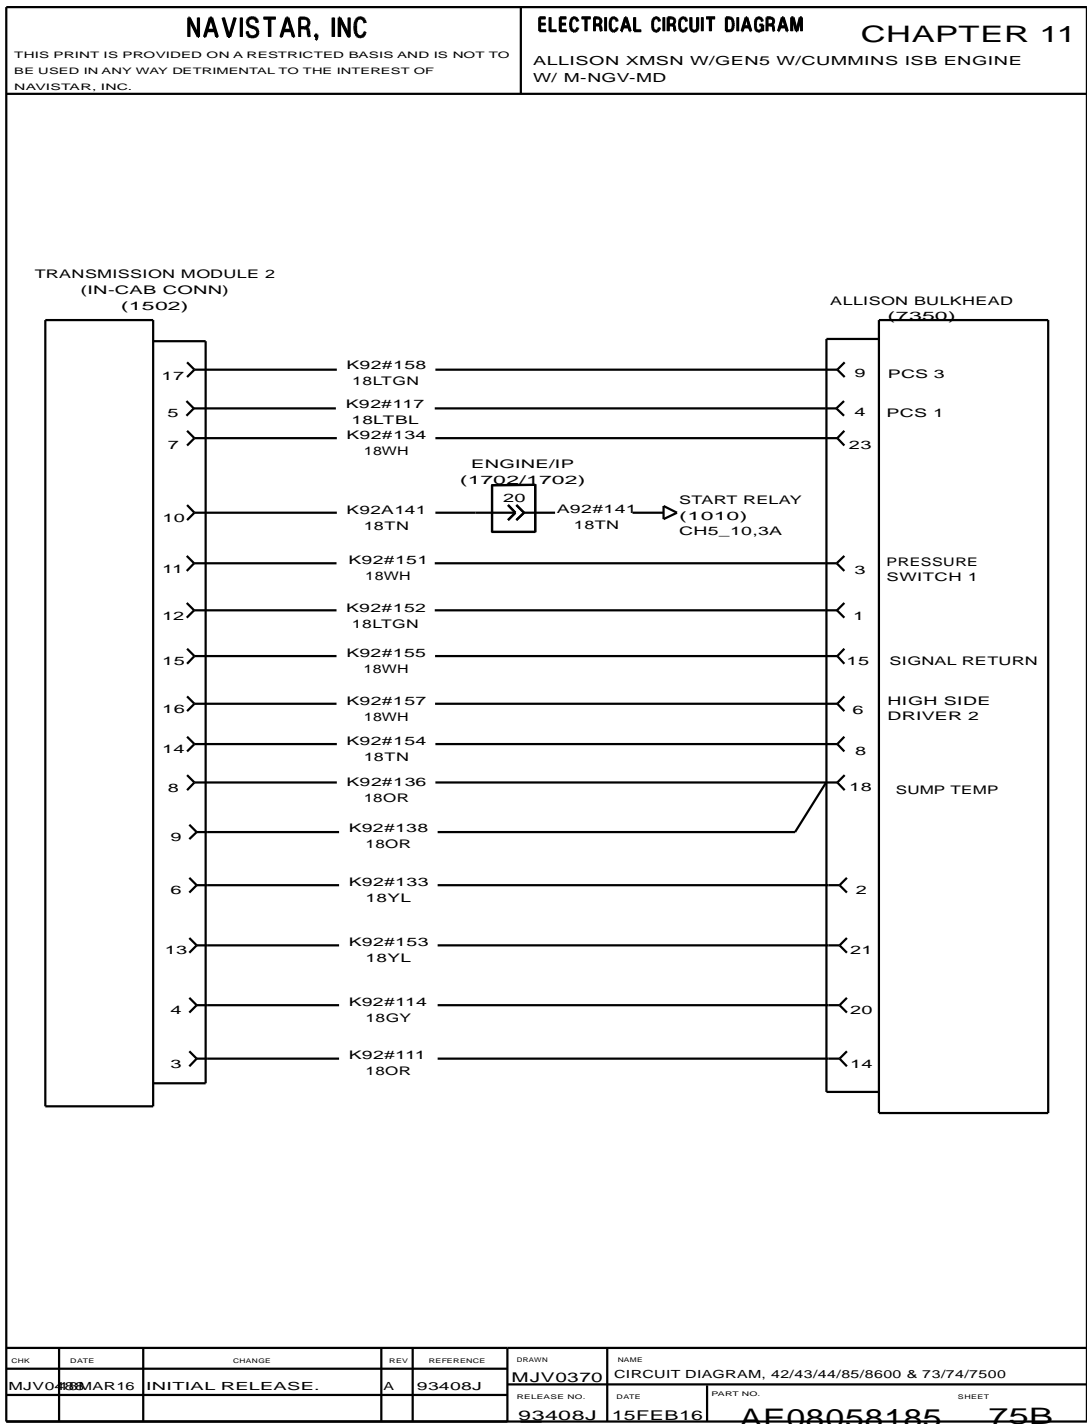 NAVISTAR, INC
THIS PRINT IS PROVIDED ON A RESTRICTED BASIS AND IS NOT TO
BE USED IN ANY WAY DETRIMENTAL TO THE INTEREST OF
NAVISTAR, INC.
ELECTRICAL CIRCUIT DIAGRAM
CHAPTER 11
ALLISON XMSN W/GEN5 W/CUMMINS ISB ENGINE
W/ M-NGV-MD
TRANSMISSION MODULE 2
(IN-CAB CONN)
(1502)
ALLISON BULKHEAD
(7350)
17 K92#158 9 PCS 3
18LTGN
5 K92#117 4 PCS 1
18LTBL
7 K92#134 23
18WH
ENGINE/IP
(1702/1702)
20
10 K92A141 A92#141 START RELAY
18TN 18TN (1010)
CH5_10,3A
11 K92#151 3 PRESSURE
18WH SWITCH 1
12 K92#152 1
18LTGN
15 K92#155 15 SIGNAL RETURN
18WH
16 K92#157 6 HIGH SIDE
18WH DRIVER 2
14 K92#154 8
18TN
8 K92#136 18 SUMP TEMP
18OR
9 K92#138
18OR
6 K92#133 2
18YL
13 K92#153 21
18YL
4 K92#114 20
18GY
3 K92#111 14
18OR
CHK DATE CHANGE REV REFERENCE
INITIAL RELEASE. A 93408J
DRAWN
MJV0370
NAME
CIRCUIT DIAGRAM, 42/43/44/85/8600 & 73/74/7500
RELEASE NO.
93408J
DATE
15FEB16
PART NO.
AE08058185
SHEET
75B